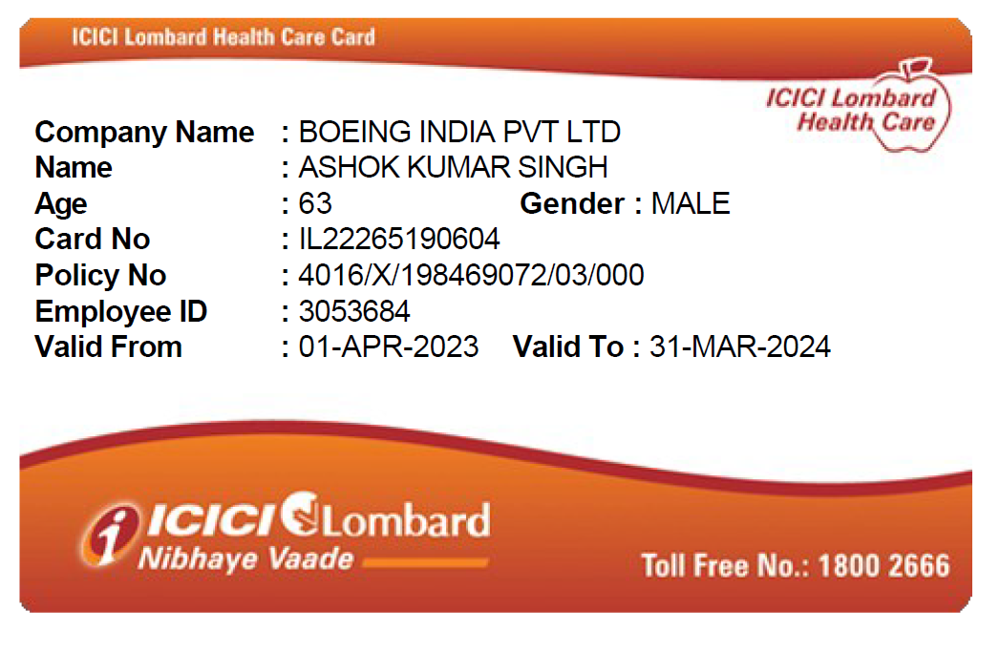 ICICI Lombard Health Care Card
ICICI Lombard
Health Care
Company Name : BOEING INDIA PVT LTD
Name : ASHOK KUMAR SINGH
Age : 63 Gender : MALE
Card No : IL22265190604
Policy No : 4016/X/198469072/03/000
Employee ID : 3053684
Valid From : 01-APR-2023 Valid To : 31-MAR-2024
i ICICI Lombard
Nibhaye Vaade
Toll Free No.: 1800 2666